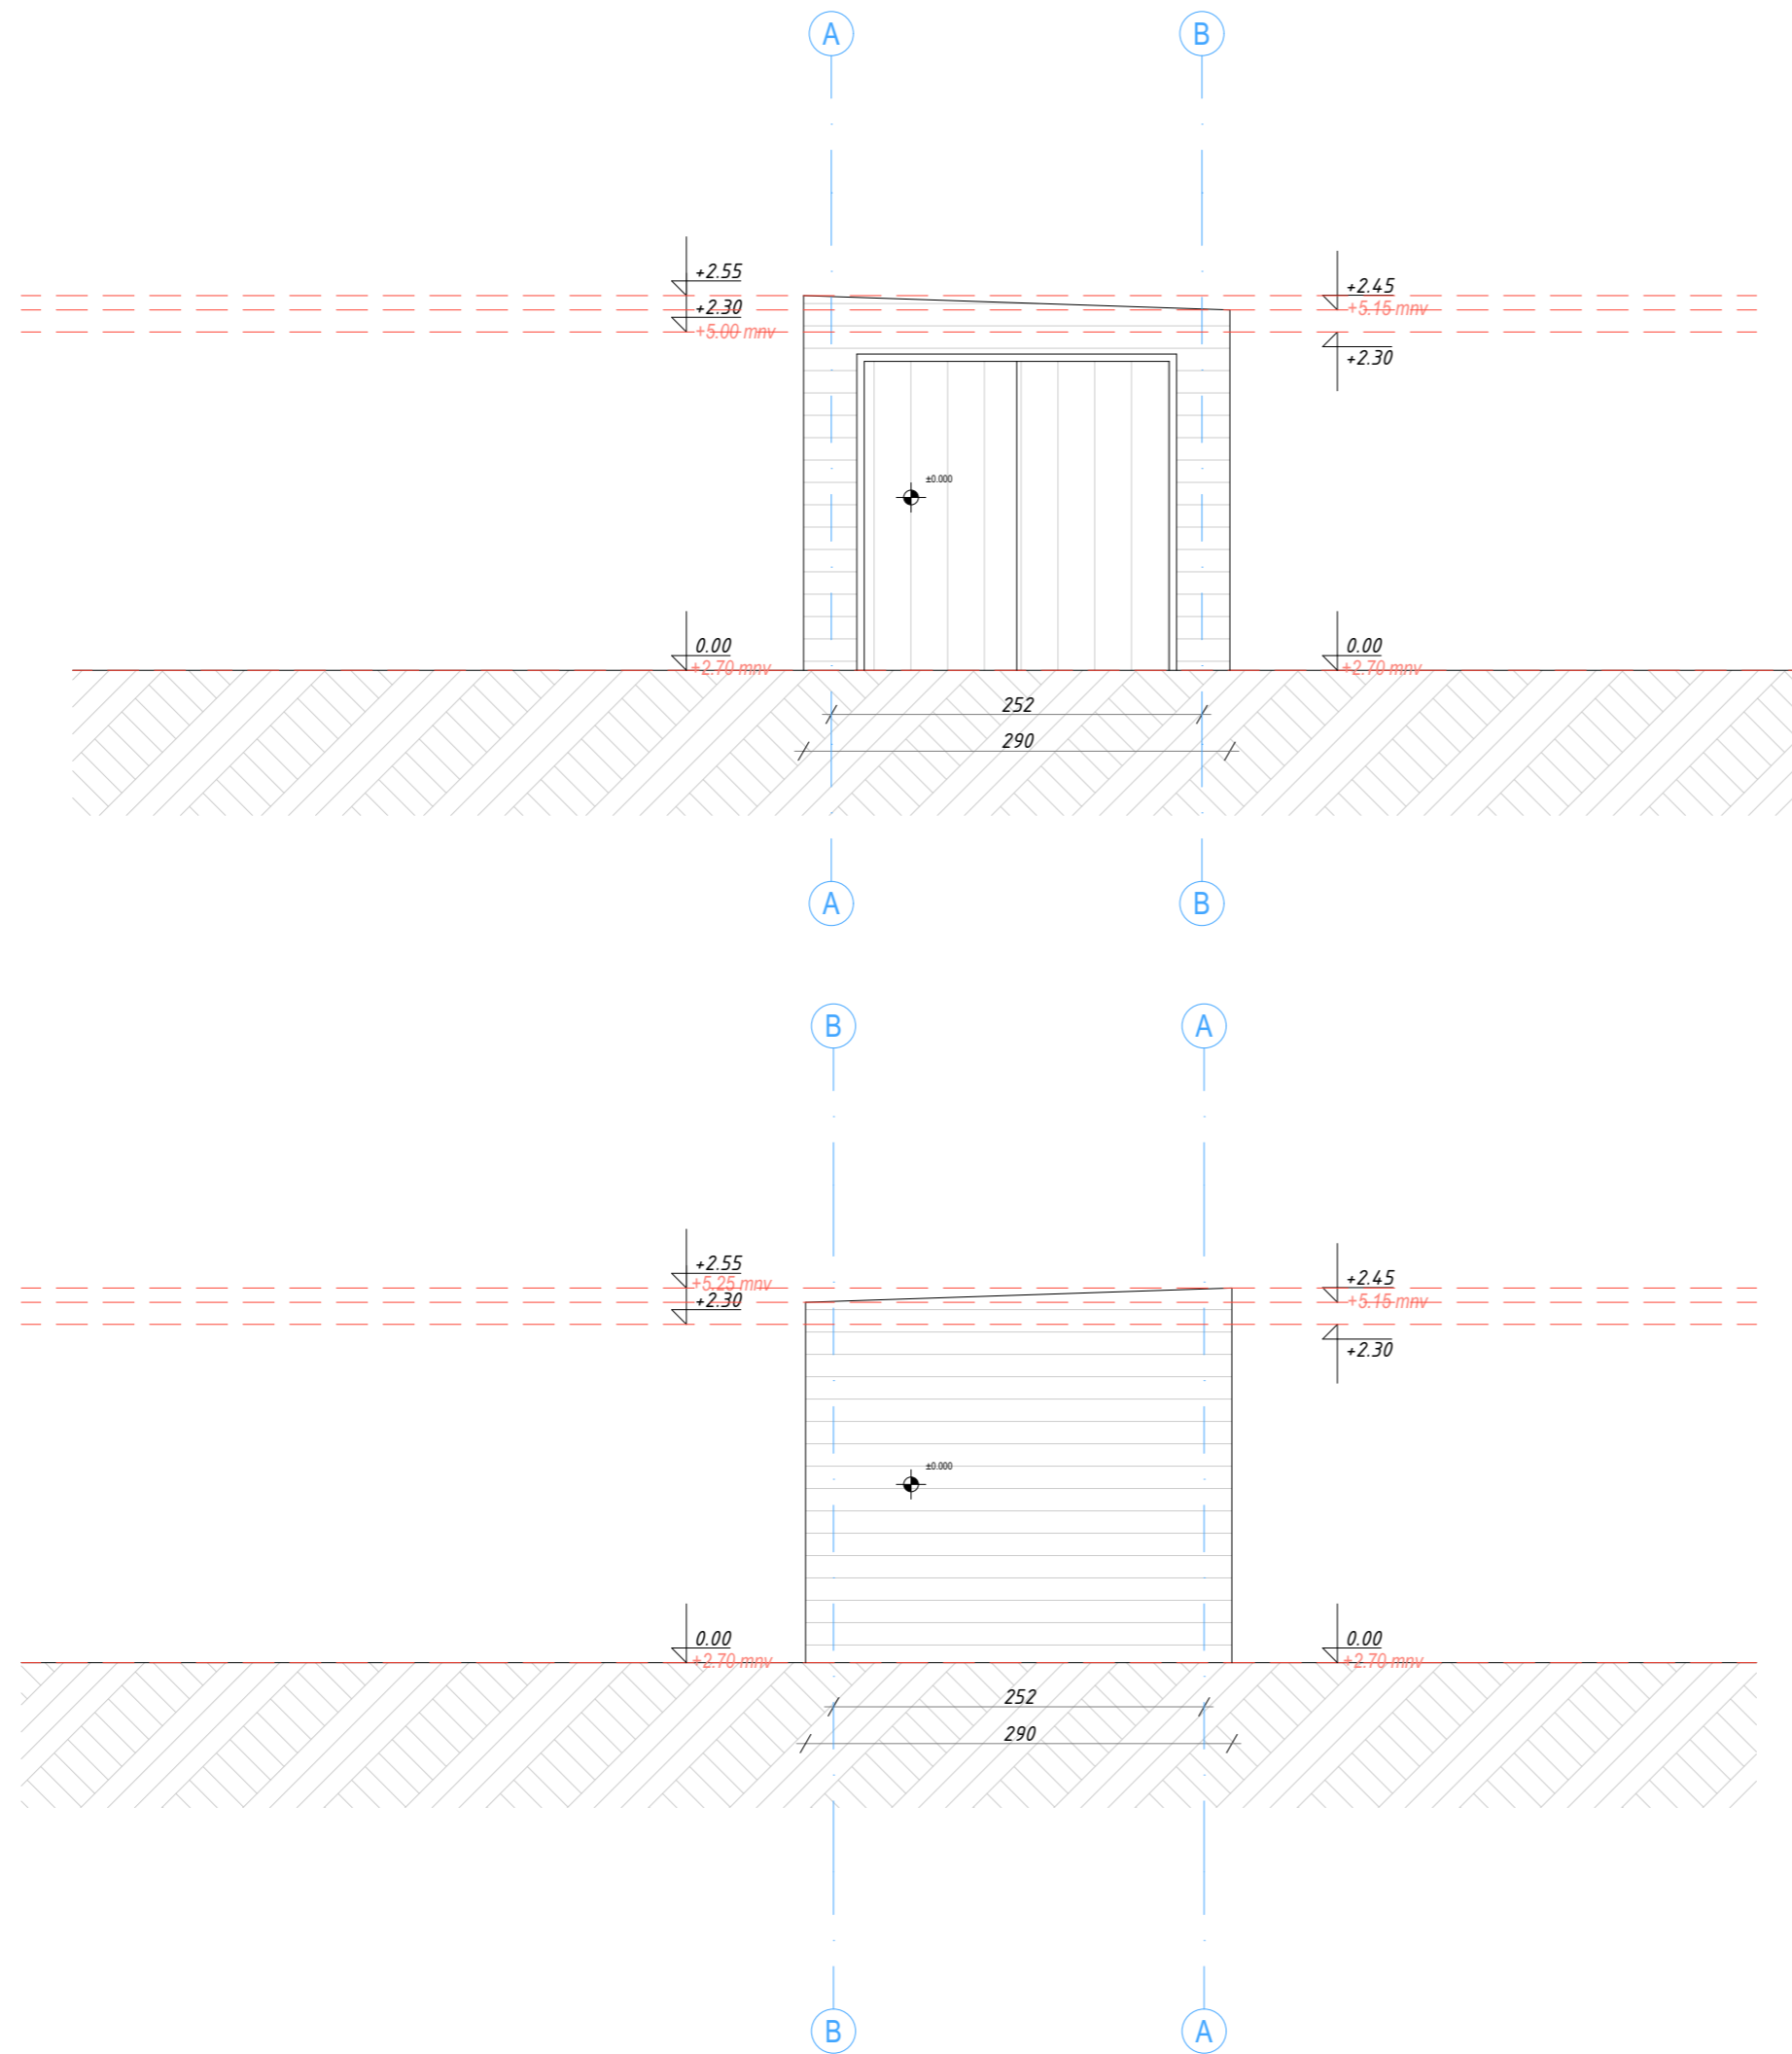 A B
+2.55 +2.45
+5.15 mnv
+2.30
+5.00 mnv
+2.30
±0.000
0.00 0.00
+2.70 mnv +2.70 mnv
252
290
A B
B A
+2.55 +2.45
+5.25 mnv
+5.15 mnv
+2.30
+2.30
±0.000
0.00 0.00
+2.70 mnv +2.70 mnv
252
290
B A